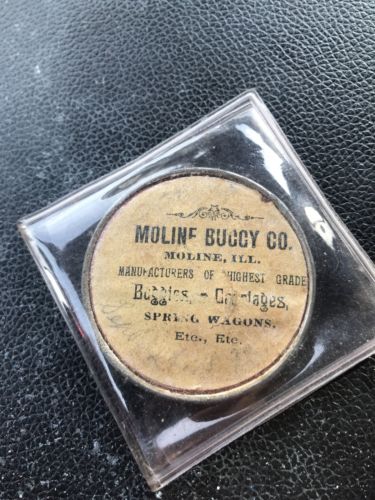 MOLINE BUGGY CO.
MOLINE, ILL.
MANUFACTURERS OF HIGHEST GRADE
Buggies, - Carriages,
SPRING WAGONS,
Etc., Etc.